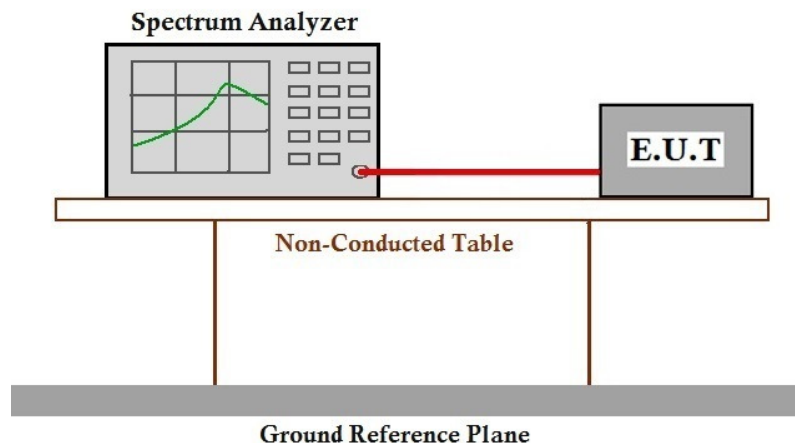 Spectrum Analyzer
E.U.T
Non-Conducted Table
Ground Reference Plane